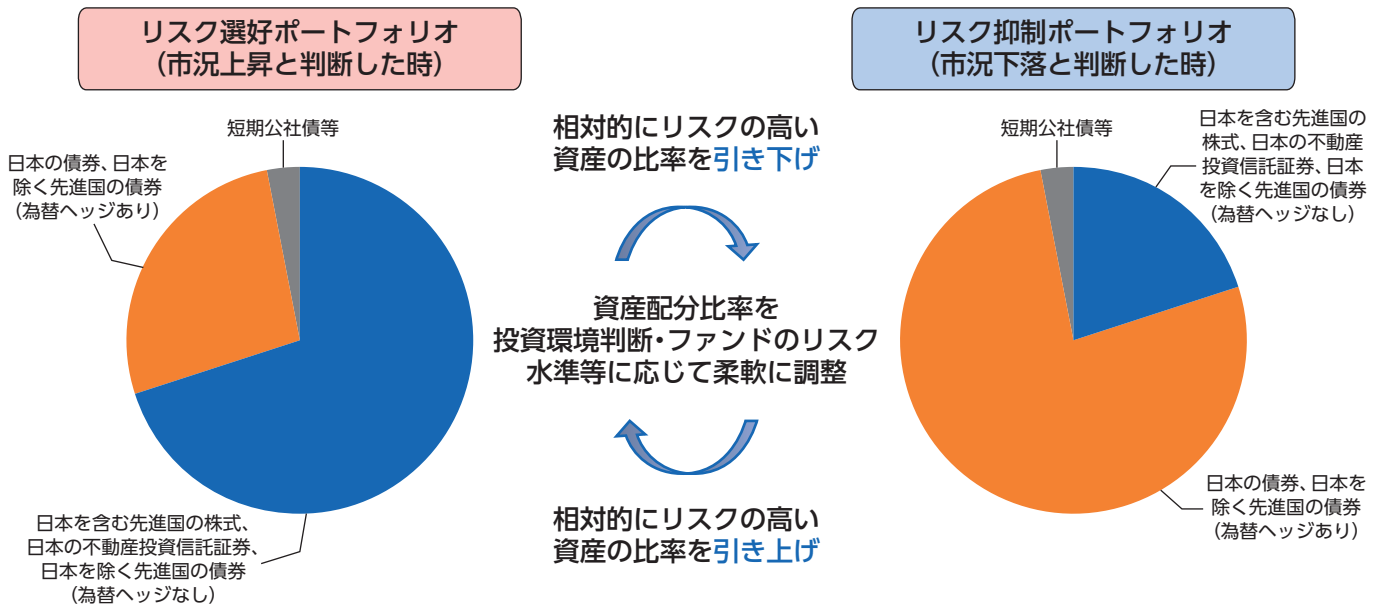 リスク選好ポートフォリオ
（市況上昇と判断した時）
短期公社債等
日本の債券、日本を
除く先進国の債券
（為替ヘッジあり）
日本を含む先進国の株式、
日本の不動産投資信託証券、
日本を除く先進国の債券
（為替ヘッジなし）
相対的にリスクの高い
資産の比率を引き下げ
資産配分比率を
投資環境判断・ファンドのリスク
水準等に応じて柔軟に調整
相対的にリスクの高い
資産の比率を引き上げ
リスク抑制ポートフォリオ
（市況下落と判断した時）
短期公社債等
日本を含む先進国の
株式、日本の不動産
投資信託証券、日本
を除く先進国の債券
（為替ヘッジなし）
日本の債券、日本を
除く先進国の債券
（為替ヘッジあり）